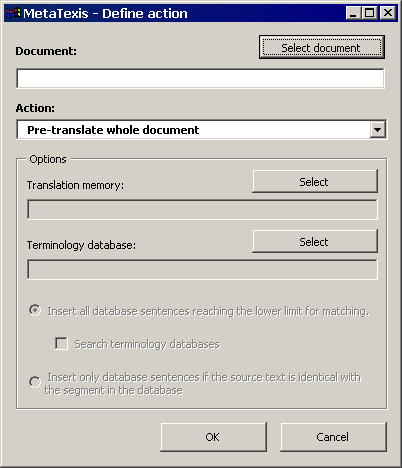 MetaTexis - Define action
Document:
Select document
Action:
Pre-translate whole document
Options
Translation memory:
Select
Terminology database:
Select
Insert all database sentences reaching the lower limit for matching.
Search terminology databases
Insert only database sentences if the source text is identical with
the segment in the database
OK
Cancel